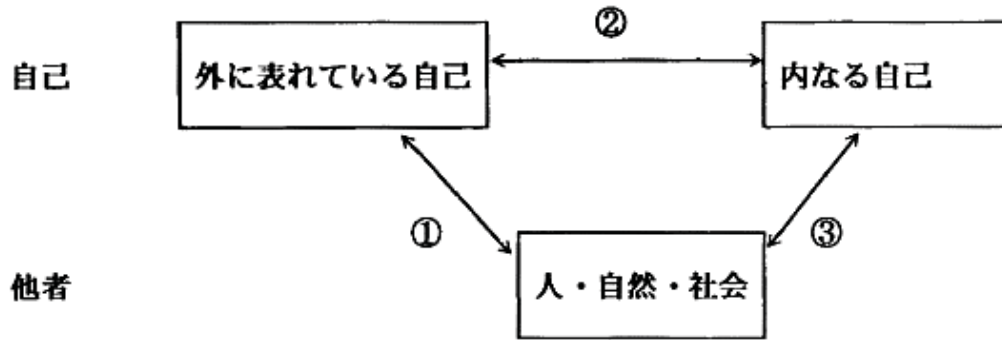 ②
自己
外に表れている自己
内なる自己
①
③
他者
人・自然・社会